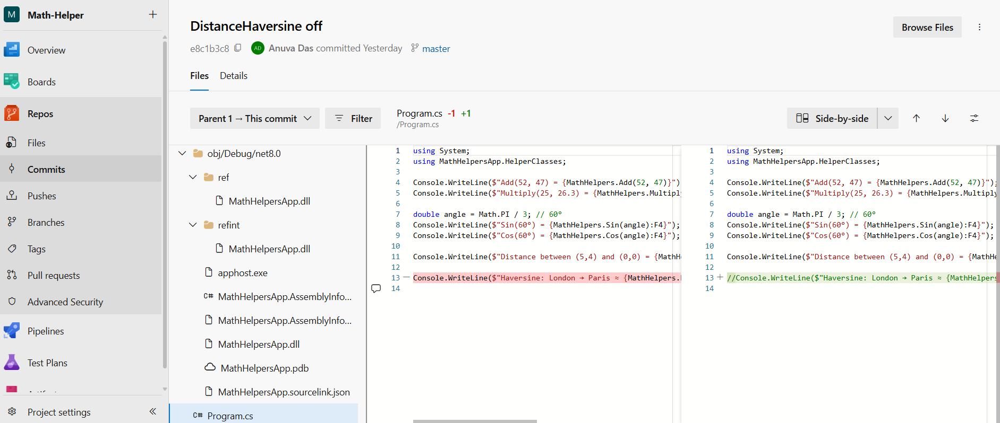 M Math-Helper
Overview
Boards
Repos
Files
Commits
Pushes
Branches
Tags
Pull requests
Advanced Security
Pipelines
Test Plans
Project settings
DistanceHaversine off
Browse Files
e8c1b3c8 AD Anuva Das committed Yesterday master
Files Details
Parent 1 → This commit
Filter
Program.cs -1 +1
/Program.cs
Side-by-side
obj/Debug/net8.0
ref
MathHelpersApp.dll
refint
MathHelpersApp.dll
apphost.exe
C# MathHelpersApp.AssemblyInfo...
MathHelpersApp.AssemblyInfo...
MathHelpersApp.dll
MathHelpersApp.pdb
MathHelpersApp.sourcelink.json
C# Program.cs
1 using System;
2 using MathHelpersApp.HelperClasses;
3
4 Console.WriteLine($"Add(52, 47) = {MathHelpers.Add(52, 47)}")
5 Console.WriteLine($"Multiply(25, 26.3) = {MathHelpers.Multiply
6
7 double angle = Math.PI / 3; // 60°
8 Console.WriteLine($"Sin(60°) = {MathHelpers.Sin(angle):F4}");
9 Console.WriteLine($"Cos(60°) = {MathHelpers.Cos(angle):F4}");
10
11 Console.WriteLine($"Distance between (5,4) and (0,0) = {MathH
12
13 — Console.WriteLine($"Haversine: London → Paris ≈ {MathHelpers.
14
1 using System;
2 using MathHelpersApp.HelperClasses;
3
4 Console.WriteLine($"Add(52, 47) = {MathHelpers.Add(52, 47)}");
5 Console.WriteLine($"Multiply(25, 26.3) = {MathHelpers.Multiply
6
7 double angle = Math.PI / 3; // 60°
8 Console.WriteLine($"Sin(60°) = {MathHelpers.Sin(angle):F4}");
9 Console.WriteLine($"Cos(60°) = {MathHelpers.Cos(angle):F4}");
10
11 Console.WriteLine($"Distance between (5,4) and (0,0) = {MathHe
12
13 + //Console.WriteLine($"Haversine: London → Paris ≈ {MathHelpers
14